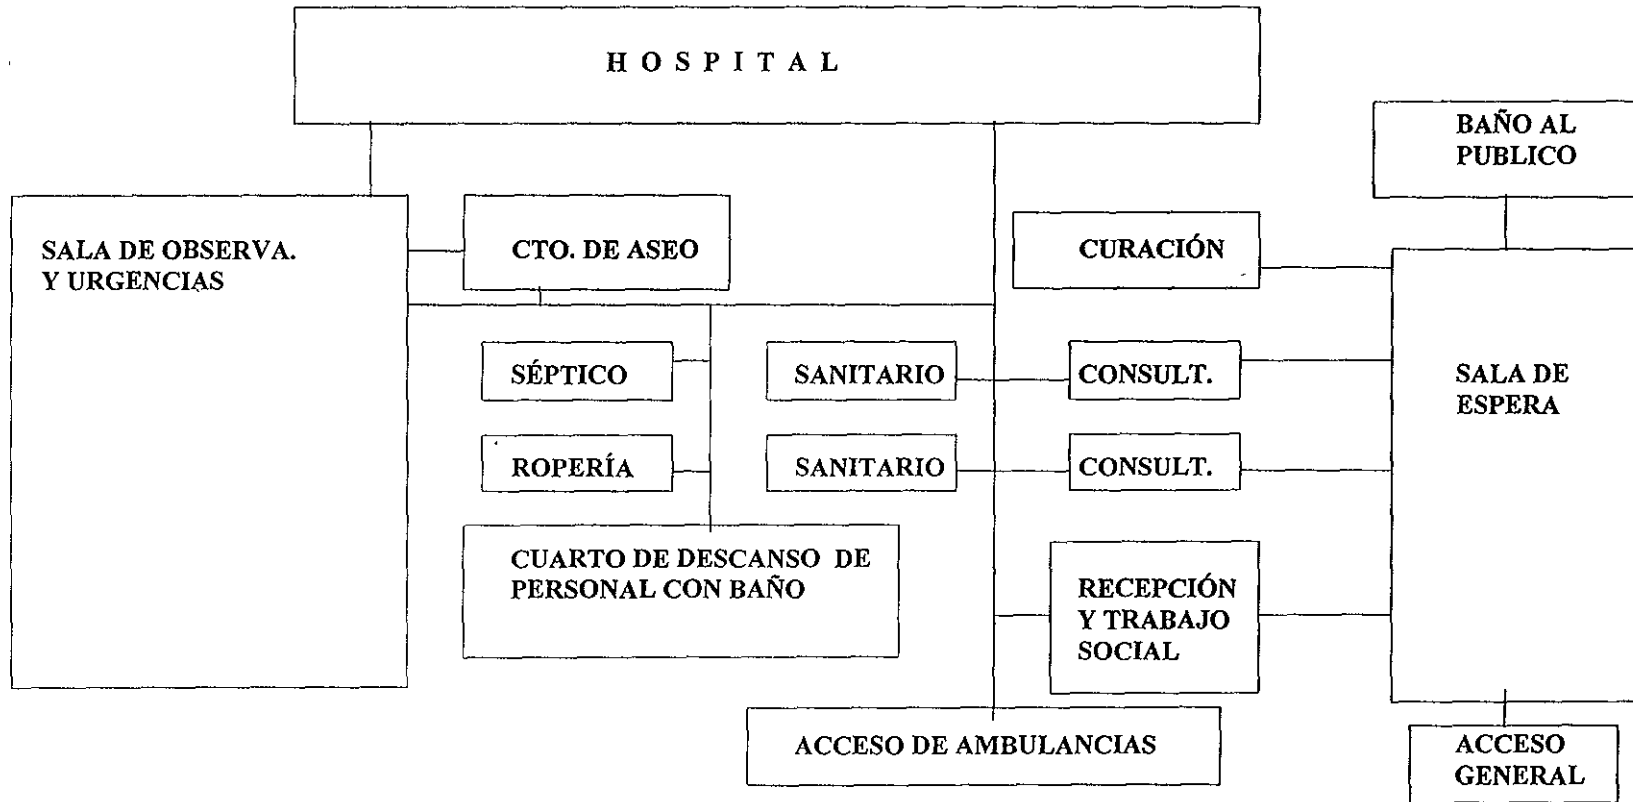 H O S P I T A L
BAÑO AL
PUBLICO
SALA DE OBSERVA.
Y URGENCIAS
CTO. DE ASEO
CURACIÓN
SÉPTICO
SANITARIO
CONSULT.
SALA DE
ESPERA
ROPERÍA
SANITARIO
CONSULT.
CUARTO DE DESCANSO DE
PERSONAL CON BAÑO
RECEPCIÓN
Y TRABAJO
SOCIAL
ACCESO DE AMBULANCIAS
ACCESO
GENERAL